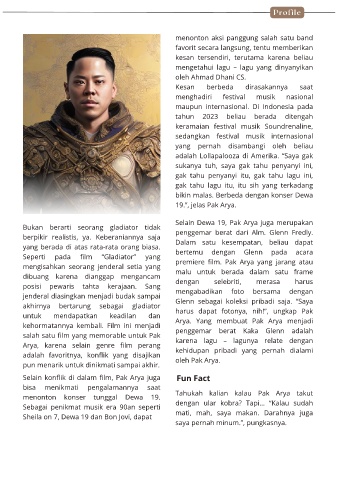 Profile
Bukan berarti seorang gladiator tidak
berpikir realistis, ya. Keberaniannya saja
yang berada di atas rata-rata orang biasa.
Seperti pada film "Gladiator" yang
mengisahkan seorang jenderal setia yang
dibuang karena dianggap mengancam
posisi pewaris tahta kerajaan. Sang
jenderal diasingkan menjadi budak sampai
akhirnya bertarung sebagai gladiator
untuk mendapatkan keadilan dan
kehormatannya kembali. Film ini menjadi
salah satu film yang memorable untuk Pak
Arya, karena selain genre film perang
adalah favoritnya, konflik yang disajikan
pun menarik untuk dinikmati sampai akhir.
Selain konflik di dalam film, Pak Arya juga
bisa menikmati pengalamannya saat
menonton konser tunggal Dewa 19.
Sebagai penikmat musik era 90an seperti
Sheila on 7, Dewa 19 dan Bon Jovi, dapat
menonton aksi panggung salah satu band
favorit secara langsung, tentu memberikan
kesan tersendiri, terutama karena beliau
mengetahui lagu – lagu yang dinyanyikan
oleh Ahmad Dhani CS.
Kesan berbeda dirasakannya saat
menghadiri festival musik nasional
maupun internasional. Di Indonesia pada
tahun 2023 beliau berada ditengah
keramaian festival musik Soundrenaline,
sedangkan festival musik internasional
yang pernah disambangi oleh beliau
adalah Lollapalooza di Amerika. "Saya gak
sukanya tuh, saya gak tahu penyanyi ini,
gak tahu penyanyi itu, gak tahu lagu ini,
gak tahu lagu itu, itu sih yang terkadang
bikin malas. Berbeda dengan konser Dewa
19.", jelas Pak Arya.
Selain Dewa 19, Pak Arya juga merupakan
penggemar berat dari Alm. Glenn Fredly.
Dalam satu kesempatan, beliau dapat
bertemu dengan Glenn pada acara
premiere film. Pak Arya yang jarang atau
malu untuk berada dalam satu frame
dengan selebriti, merasa harus
mengabadikan foto bersama dengan
Glenn sebagai koleksi pribadi saja. "Saya
harus dapat fotonya, nih!", ungkap Pak
Arya. Yang membuat Pak Arya menjadi
penggemar berat Kaka Glenn adalah
karena lagu – lagunya relate dengan
kehidupan pribadi yang pernah dialami
oleh Pak Arya.
Fun Fact
Tahukah kalian kalau Pak Arya takut
dengan ular kobra? Tapi... "Kalau sudah
mati, mah, saya makan. Darahnya juga
saya pernah minum.", pungkasnya.